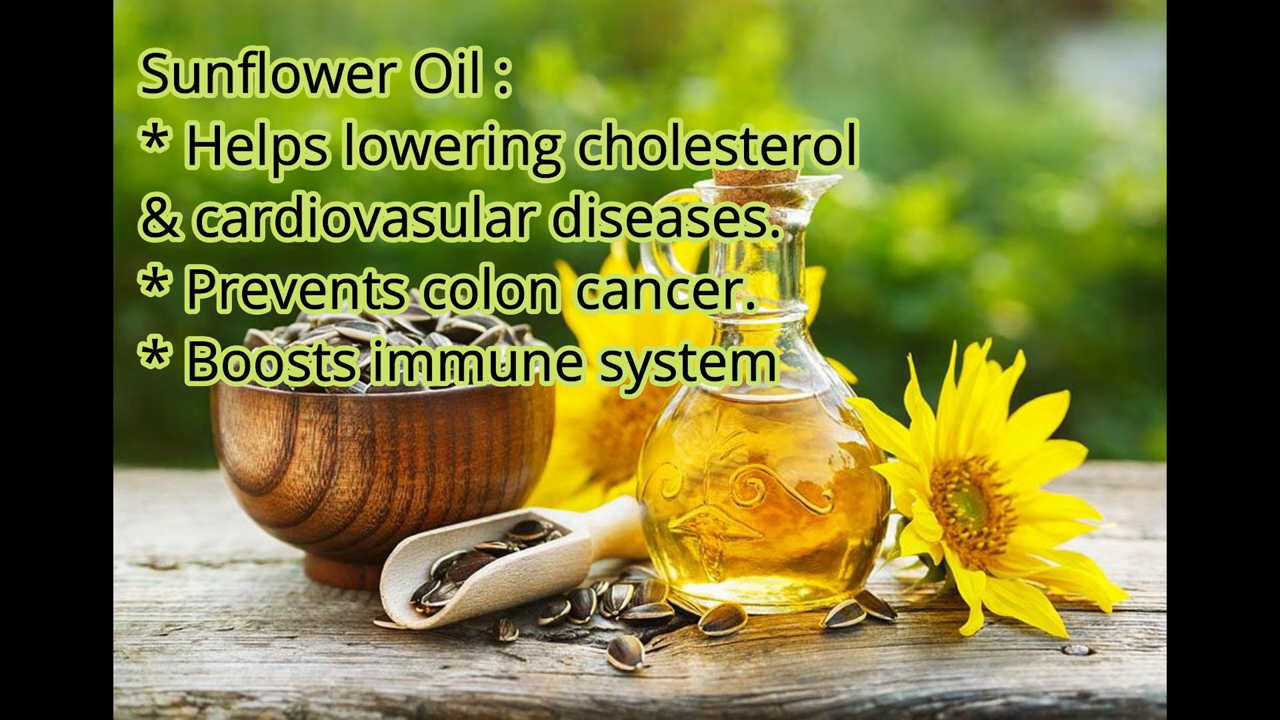 Sunflower Oil :
* Helps lowering cholesterol
& cardiovasular diseases.
* Prevents colon cancer.
* Boosts immune system